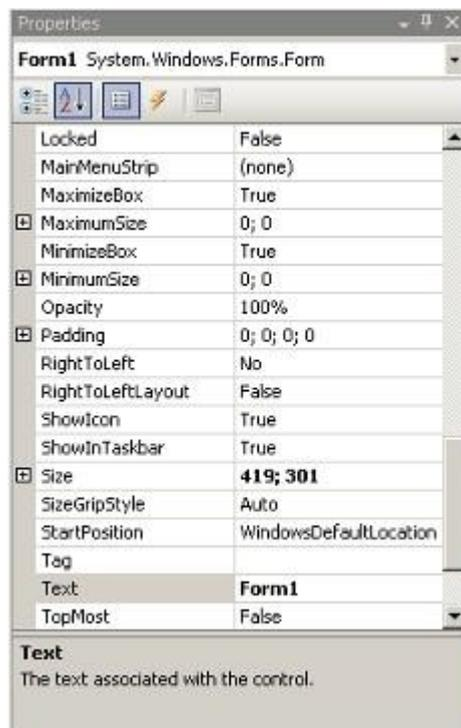 Properties
Form1 System.Windows.Forms.Form
Locked False
MainMenuStrip (none)
MaximizeBox True
MaximumSize 0; 0
MinimizeBox True
MinimumSize 0; 0
Opacity 100%
Padding 0; 0; 0; 0
RightToLeft No
RightToLeftLayout False
ShowIcon True
ShowInTaskbar True
Size 419; 301
SizeGripStyle Auto
StartPosition WindowsDefaultLocation
Tag
Text Form1
TopMost False
Text
The text associated with the control.